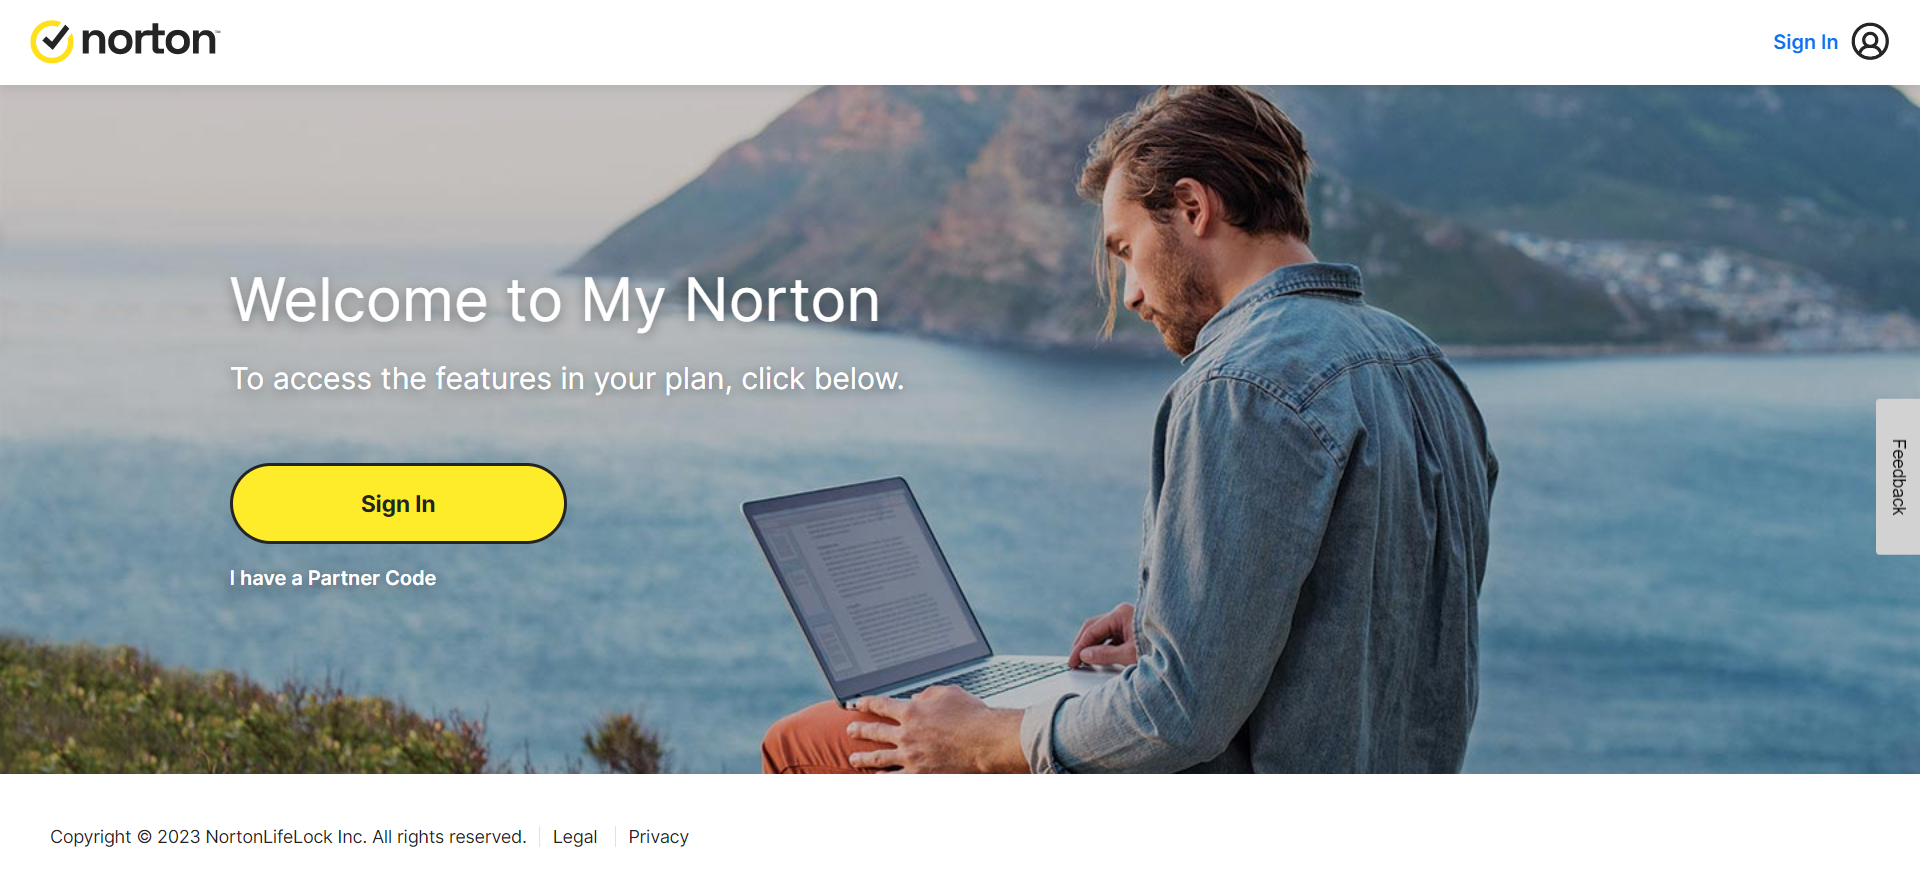 norton
Sign In
Welcome to My Norton
To access the features in your plan, click below.
Sign In
I have a Partner Code
Feedback
Copyright © 2023 NortonLifeLock Inc. All rights reserved.
Legal
Privacy